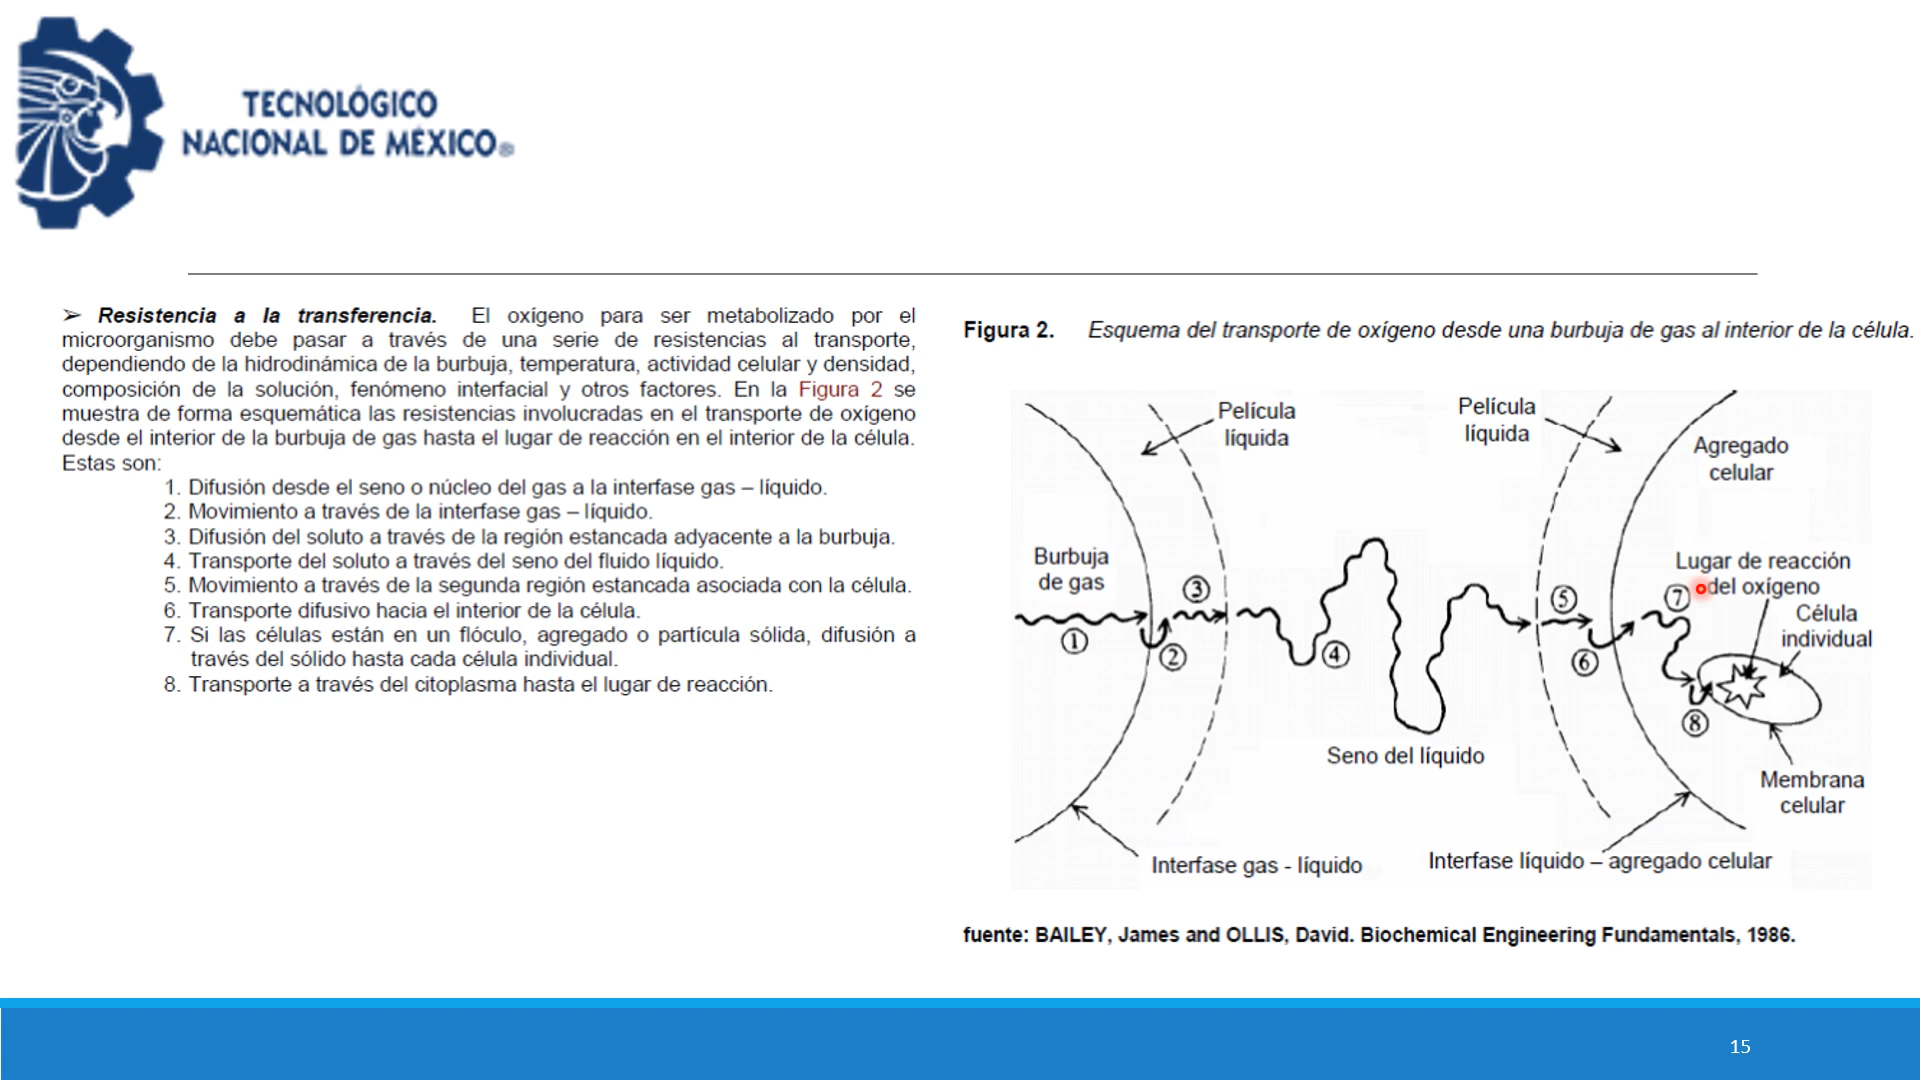 TECNOLÓGICO
NACIONAL DE MÉXICO®
➢ Resistencia a la transferencia. El oxígeno para ser metabolizado por el
microorganismo debe pasar a través de una serie de resistencias al transporte,
dependiendo de la hidrodinámica de la burbuja, temperatura, actividad celular y densidad,
composición de la solución, fenómeno interfacial y otros factores. En la Figura 2 se
muestra de forma esquemática las resistencias involucradas en el transporte de oxígeno
desde el interior de la burbuja de gas hasta el lugar de reacción en el interior de la célula.
Estas son:
1. Difusión desde el seno o núcleo del gas a la interfase gas – líquido.
2. Movimiento a través de la interfase gas – líquido.
3. Difusión del soluto a través de la región estancada adyacente a la burbuja.
4. Transporte del soluto a través del seno del fluido líquido.
5. Movimiento a través de la segunda región estancada asociada con la célula.
6. Transporte difusivo hacia el interior de la célula.
7. Si las células están en un flóculo, agregado o partícula sólida, difusión a
través del sólido hasta cada célula individual.
8. Transporte a través del citoplasma hasta el lugar de reacción.
Figura 2. Esquema del transporte de oxígeno desde una burbuja de gas al interior de la célula.
Película
líquida
Película
líquida
Agregado
celular
Burbuja
de gas
Lugar de reacción
del oxígeno
Célula
individual
1
2
3
4
5
6
7
8
Seno del líquido
Membrana
celular
Interfase gas - líquido
Interfase líquido – agregado celular
fuente: BAILEY, James and OLLIS, David. Biochemical Engineering Fundamentals, 1986.
15